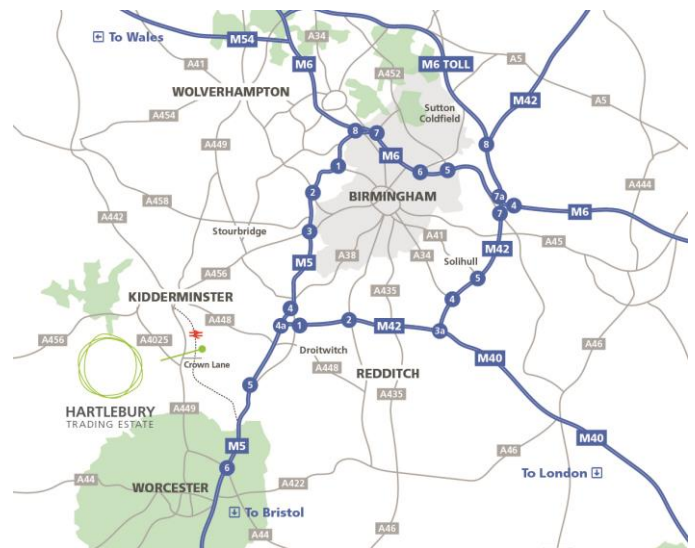 To Wales
M54
A34
M6
A452
M6 TOLL
A5
A41
WOLVERHAMPTON
M42
A5
Sutton
Coldfield
A454
A449
8
7
8
M6
1
6
5
A444
2
BIRMINGHAM
7a
4
M6
A458
7
A442
Stourbridge
3
A41
M42
A45
A38
A34
Solihull
M5
A456
5
KIDDERMINSTER
A435
4
4
A448
4a
1
2
M42
3a
A456
A4025
Droitwitch
M40
A46
Crown Lane
A448
REDDITCH
5
A435
HARTLEBURY
TRADING ESTATE
A449
M5
M40
A46
6
To London
A44
WORCESTER
A422
To Bristol
A44
A46